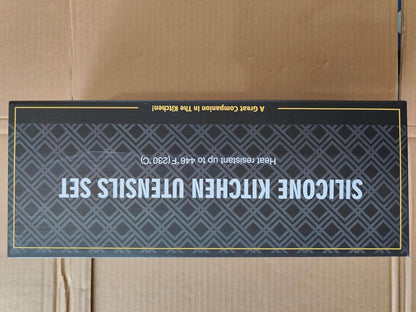 SILICONE KITCHEN UTENSILS SET
Heat resistant up to 446°F(230°C)
A Great Companion In The Kitchen!